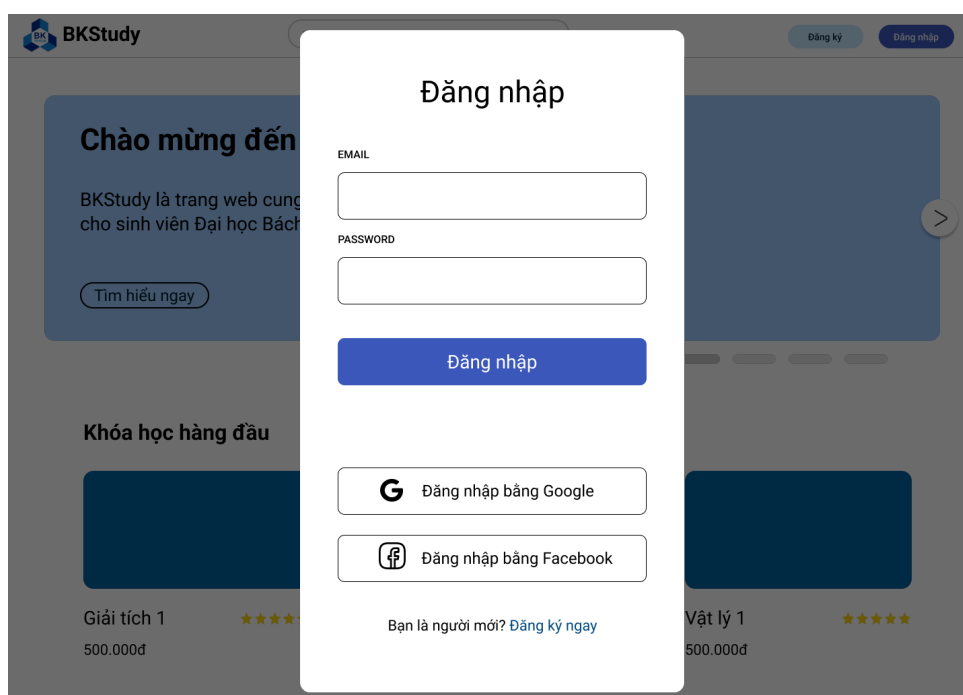 BK
BKStudy
Đăng ký
Đăng nhập
Chào mừng đến
BKStudy là trang web cung
cho sinh viên Đại học Bách
Tìm hiểu ngay
>
Khóa học hàng đầu
Giải tích 1
500.000đ
Vật lý 1
500.000đ
Đăng nhập
EMAIL
PASSWORD
Đăng nhập
G Đăng nhập bằng Google
f Đăng nhập bằng Facebook
Bạn là người mới? Đăng ký ngay